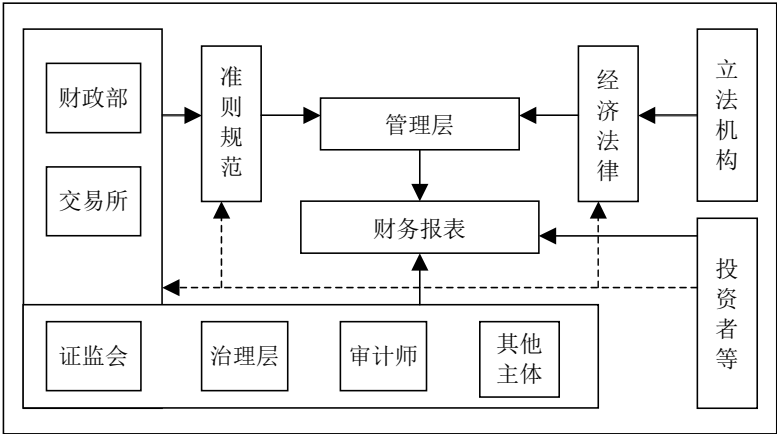 财政部
交易所
准则规范
管理层
财务报表
经济法律
立法机构
投资者等
证监会
治理层
审计师
其他
主体